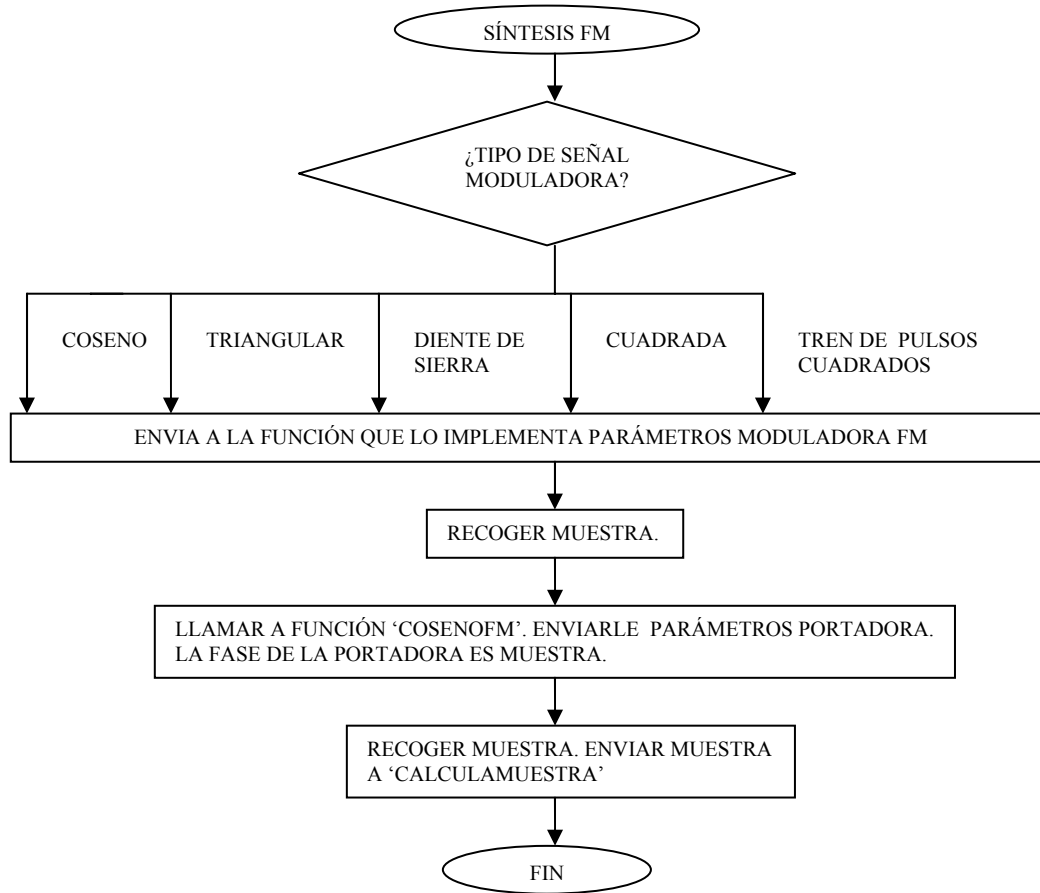 SÍNTESIS FM
¿TIPO DE SEÑAL
MODULADORA?
COSENO
TRIANGULAR
DIENTE DE
SIERRA
CUADRADA
TREN DE PULSOS
CUADRADOS
ENVIA A LA FUNCIÓN QUE LO IMPLEMENTA PARÁMETROS MODULADORA FM
RECOGER MUESTRA.
LLAMAR A FUNCIÓN ‘COSENOFM’. ENVIARLE PARÁMETROS PORTADORA.
LA FASE DE LA PORTADORA ES MUESTRA.
RECOGER MUESTRA. ENVIAR MUESTRA
A ‘CALCULAMUESTRA’
FIN